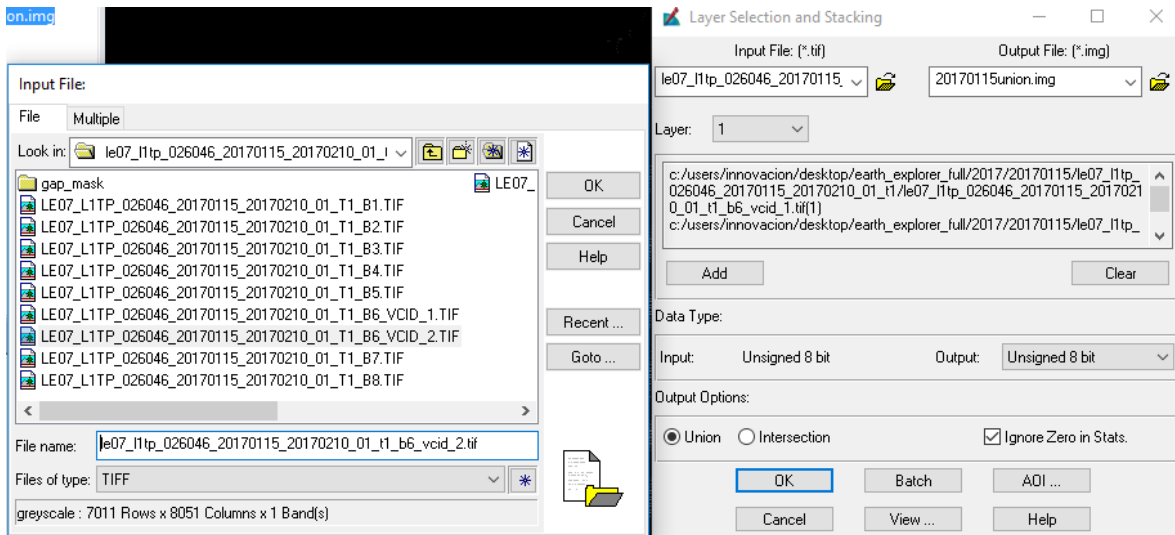 on.img
Input File:
File Multiple
Look in: le07_l1tp_026046_20170115_20170210_01_
gap_mask LE07_
LE07_L1TP_026046_20170115_20170210_01_T1_B1.TIF
LE07_L1TP_026046_20170115_20170210_01_T1_B2.TIF
LE07_L1TP_026046_20170115_20170210_01_T1_B3.TIF
LE07_L1TP_026046_20170115_20170210_01_T1_B4.TIF
LE07_L1TP_026046_20170115_20170210_01_T1_B5.TIF
LE07_L1TP_026046_20170115_20170210_01_T1_B6_VCID_1.TIF
LE07_L1TP_026046_20170115_20170210_01_T1_B6_VCID_2.TIF
LE07_L1TP_026046_20170115_20170210_01_T1_B7.TIF
LE07_L1TP_026046_20170115_20170210_01_T1_B8.TIF
OK
Cancel
Help
Recent ...
Goto ...
File name: le07_l1tp_026046_20170115_20170210_01_t1_b6_vcid_2.tif
Files of type: TIFF
greyscale : 7011 Rows x 8051 Columns x 1 Band(s)
Layer Selection and Stacking
Input File: (*.tif) Output File: (*.img)
le07_l1tp_026046_20170115_ 20170115union.img
Layer: 1
c:/users/innovacion/desktop/earth_explorer_full/2017/20170115/le07_l1tp_
026046_20170115_20170210_01_t1/le07_l1tp_026046_20170115_2017021
0_01_t1_b6_vcid_1.tif(1)
c:/users/innovacion/desktop/earth_explorer_full/2017/20170115/le07_l1tp_
Add Clear
Data Type:
Input: Unsigned 8 bit Output: Unsigned 8 bit
Output Options:
Union Intersection Ignore Zero in Stats.
OK Batch AOI ...
Cancel View ... Help